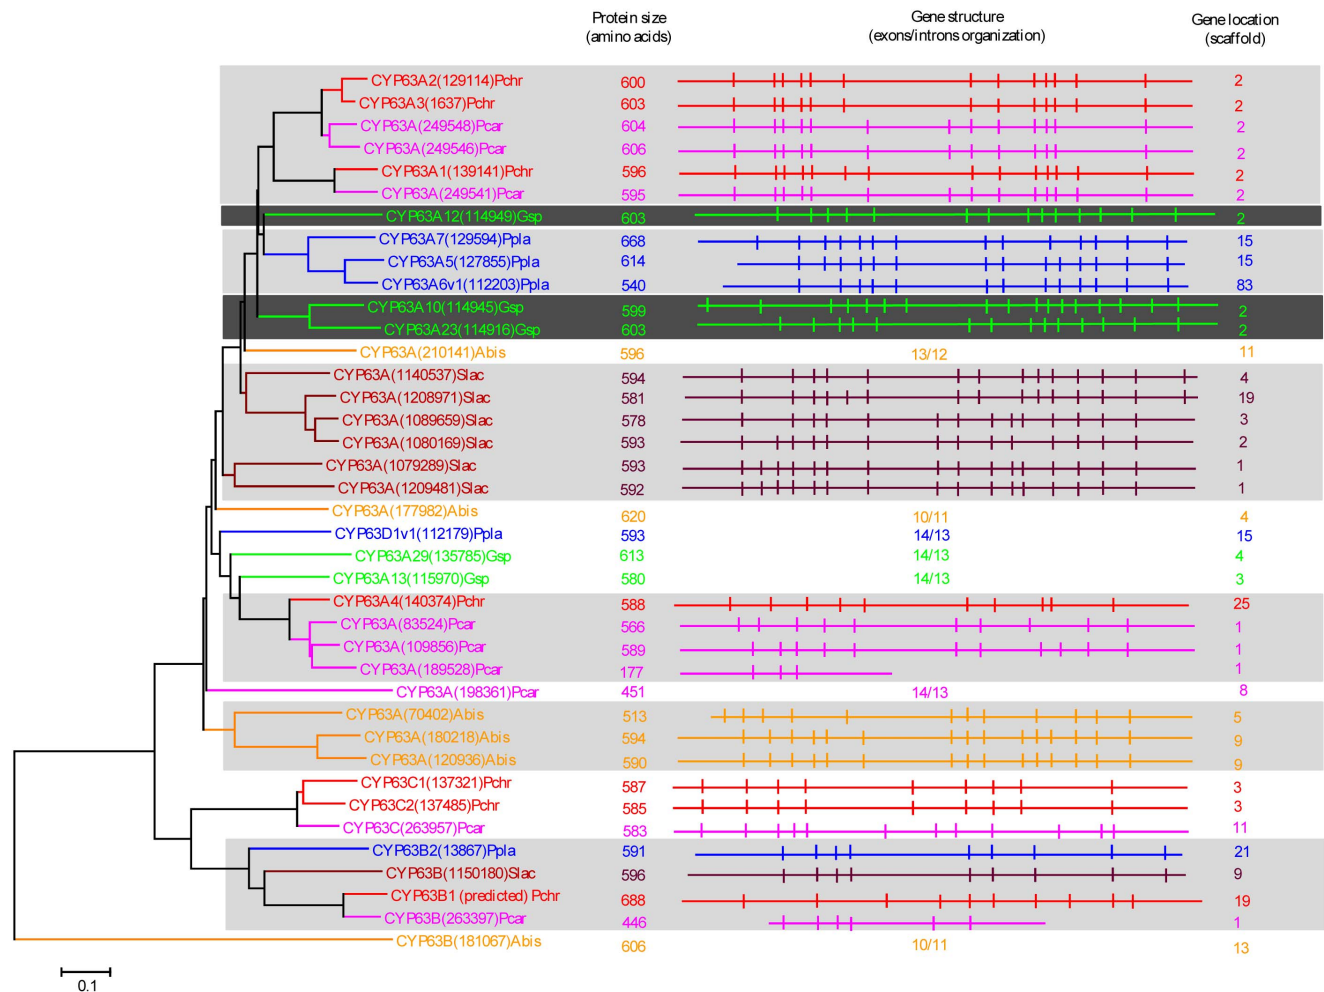 Protein size Gene structure Gene location
(amino acids) (exons/introns organization) (scaffold)
CYP63A2(129114)Pchr 600 2
CYP63A3(1637)Pchr 603 2
CYP63A(249548)Pcar 604 2
CYP63A(249546)Pcar 606 2
CYP63A1(139141)Pchr 596 2
CYP63A(249541)Pcar 595 2
CYP63A12(114949)Gsp 603 2
CYP63A7(129594)Ppla 668 15
CYP63A5(127855)Ppla 614 15
CYP63A6v1(112203)Ppla 540 83
CYP63A10(114945)Gsp 599 2
CYP63A23(114916)Gsp 603 2
CYP63A(210141)Abis 596 13/12 11
CYP63A(1140537)Slac 594 4
CYP63A(1208971)Slac 581 19
CYP63A(1089659)Slac 578 3
CYP63A(1080169)Slac 593 2
CYP63A(1079289)Slac 593 1
CYP63A(1209481)Slac 592 1
CYP63A(177982)Abis 620 10/11 4
CYP63D1v1(112179)Ppla 593 14/13 15
CYP63A29(135785)Gsp 613 14/13 4
CYP63A13(115970)Gsp 580 14/13 3
CYP63A4(140374)Pchr 588 25
CYP63A(83524)Pcar 566 1
CYP63A(109856)Pcar 589 1
CYP63A(189528)Pcar 177 1
CYP63A(198361)Pcar 451 14/13 8
CYP63A(70402)Abis 513 5
CYP63A(180218)Abis 594 9
CYP63A(120936)Abis 590 9
CYP63C1(137321)Pchr 587 3
CYP63C2(137485)Pchr 585 3
CYP63C(263957)Pcar 583 11
CYP63B2(13867)Ppla 591 21
CYP63B(1150180)Slac 596 9
CYP63B1 (predicted) Pchr 688 19
CYP63B(263397)Pcar 446 1
CYP63B(181067)Abis 606 10/11 13
0.1